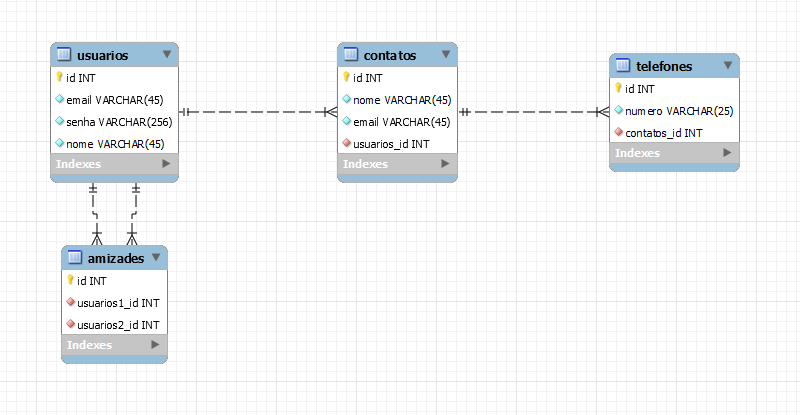 usuarios
id INT
email VARCHAR(45)
senha VARCHAR(256)
nome VARCHAR(45)
Indexes
contatos
id INT
nome VARCHAR(45)
email VARCHAR(45)
usuarios_id INT
Indexes
telefones
id INT
numero VARCHAR(25)
contatos_id INT
Indexes
amizades
id INT
usuarios1_id INT
usuarios2_id INT
Indexes